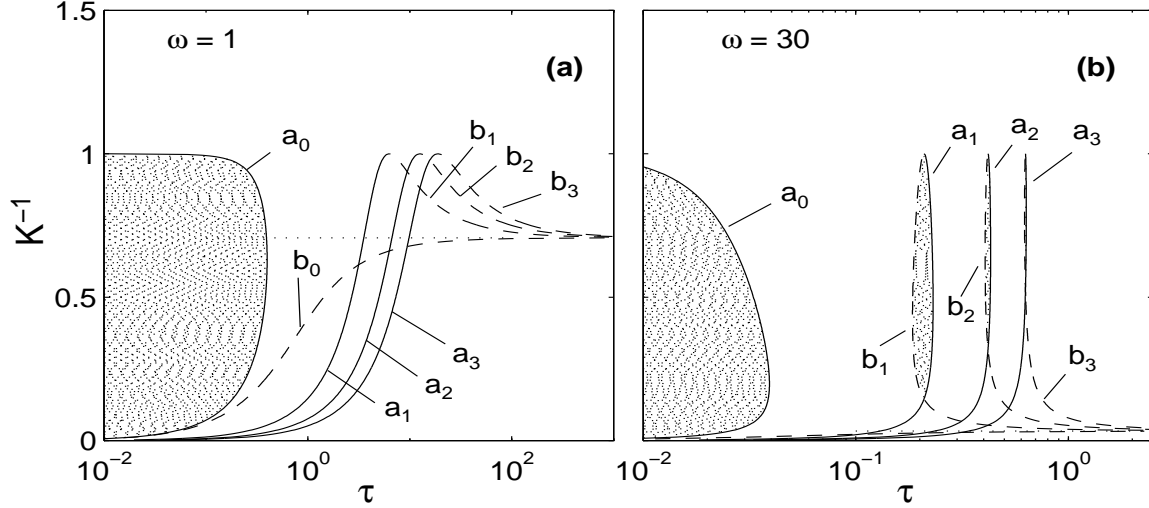 ω = 1
(a)
K⁻¹
1.5
1
0.5
0
a₀
b₀
a₁
a₂
a₃
b₁
b₂
b₃
10⁻²
10⁰
10²
τ
ω = 30
(b)
a₀
a₁
a₂
a₃
b₁
b₂
b₃
10⁻²
10⁻¹
10⁰
τ